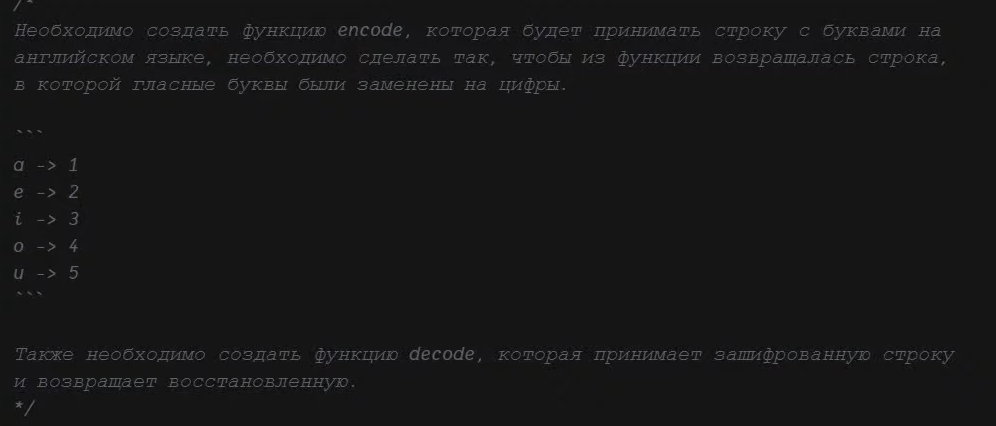 /*
Необходимо создать функцию encode, которая будет принимать строку с буквами на
английском языке, необходимо сделать так, чтобы из функции возвращалась строка,
в которой гласные буквы были заменены на цифры.
```
a -> 1
e -> 2
i -> 3
o -> 4
u -> 5
```
Также необходимо создать функцию decode, которая принимает зашифрованную строку
и возвращает восстановленную.
*/